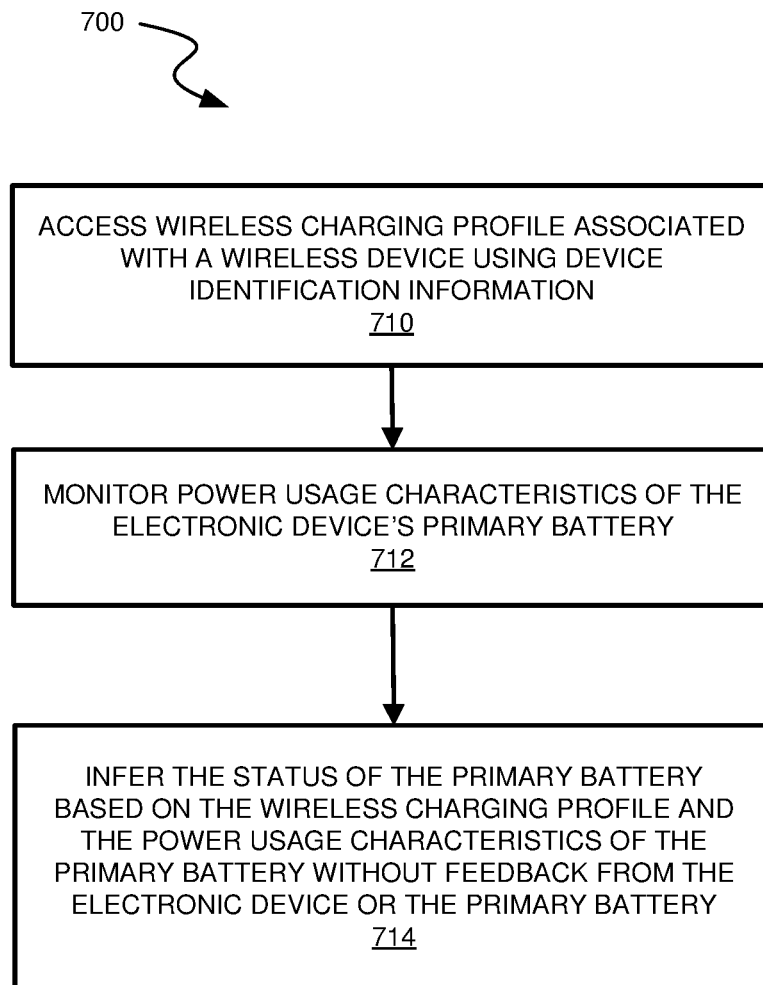 700
ACCESS WIRELESS CHARGING PROFILE ASSOCIATED
WITH A WIRELESS DEVICE USING DEVICE
IDENTIFICATION INFORMATION
710
MONITOR POWER USAGE CHARACTERISTICS OF THE
ELECTRONIC DEVICE'S PRIMARY BATTERY
712
INFER THE STATUS OF THE PRIMARY BATTERY
BASED ON THE WIRELESS CHARGING PROFILE AND
THE POWER USAGE CHARACTERISTICS OF THE
PRIMARY BATTERY WITHOUT FEEDBACK FROM THE
ELECTRONIC DEVICE OR THE PRIMARY BATTERY
714